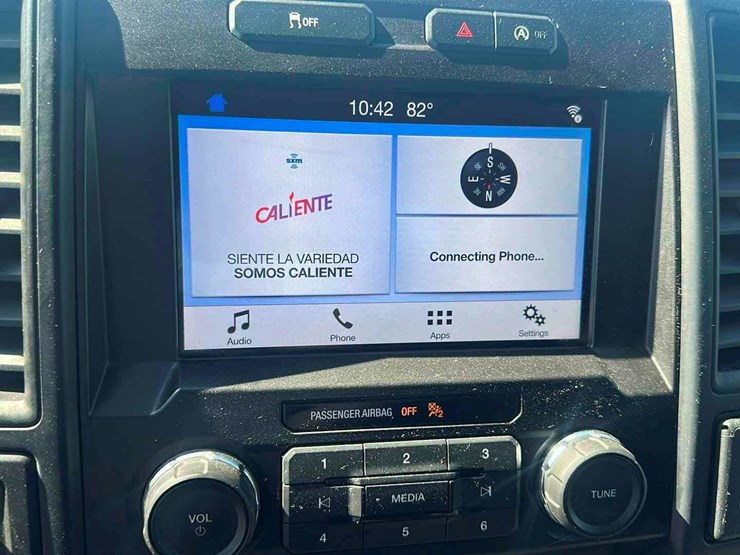 OFF
A OFF
10:42 82°
sxm
CALIENTE
SIENTE LA VARIEDAD
SOMOS CALIENTE
S
E W
N
Connecting Phone...
Audio
Phone
Apps
Settings
PASSENGER AIRBAG OFF 2
1
2
3
VOL
MEDIA
TUNE
4
5
6